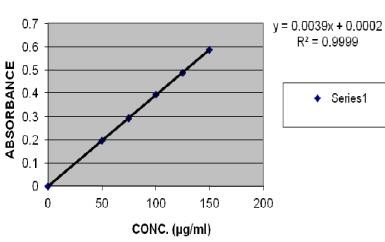 y = 0.0039x + 0.0002
R² = 0.9999
0.7
0.6
0.5
0.4
0.3
0.2
0.1
0
ABSORBANCE
0 50 100 150 200
CONC. (µg/ml)
Series1